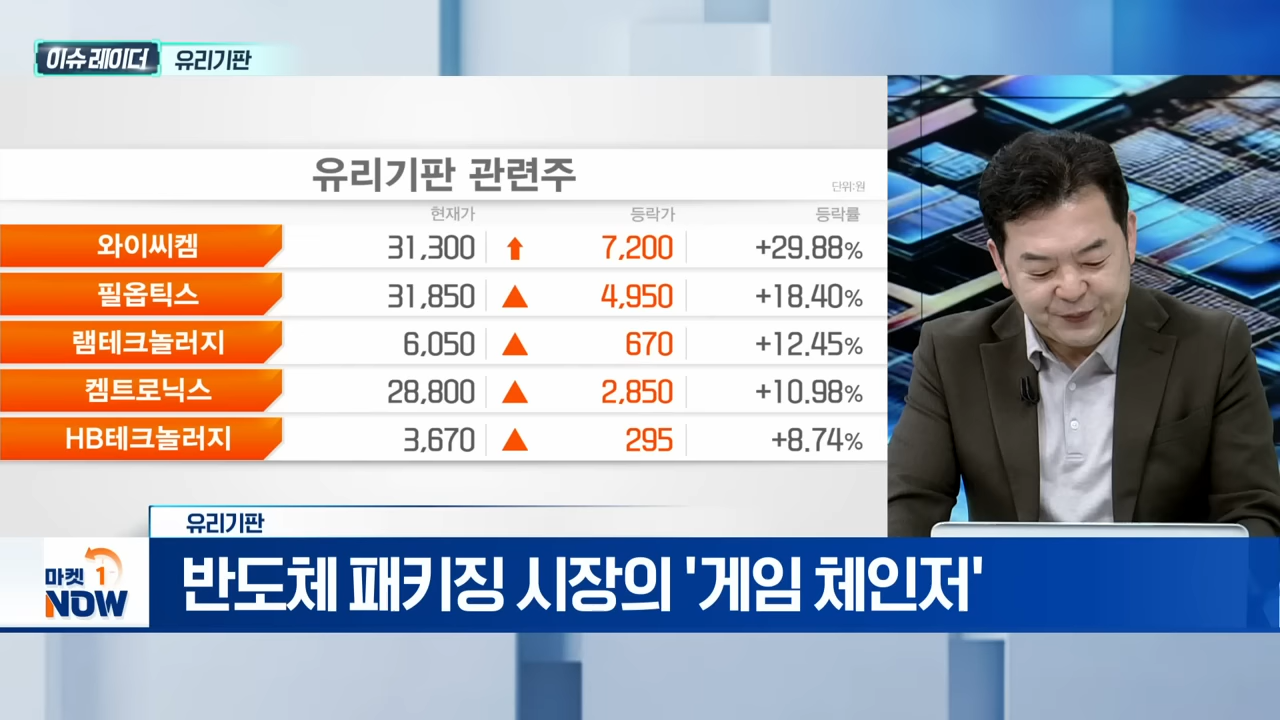 이슈 레이더 유리기판
유리기판 관련주
단위:원
현재가 등락가 등락률
와이씨켐 31,300 7,200 +29.88%
필옵틱스 31,850 ▲ 4,950 +18.40%
램테크놀러지 6,050 ▲ 670 +12.45%
켐트로닉스 28,800 ▲ 2,850 +10.98%
HB테크놀러지 3,670 ▲ 295 +8.74%
유리기판
마켓 1
NOW
반도체 패키징 시장의 '게임 체인저'